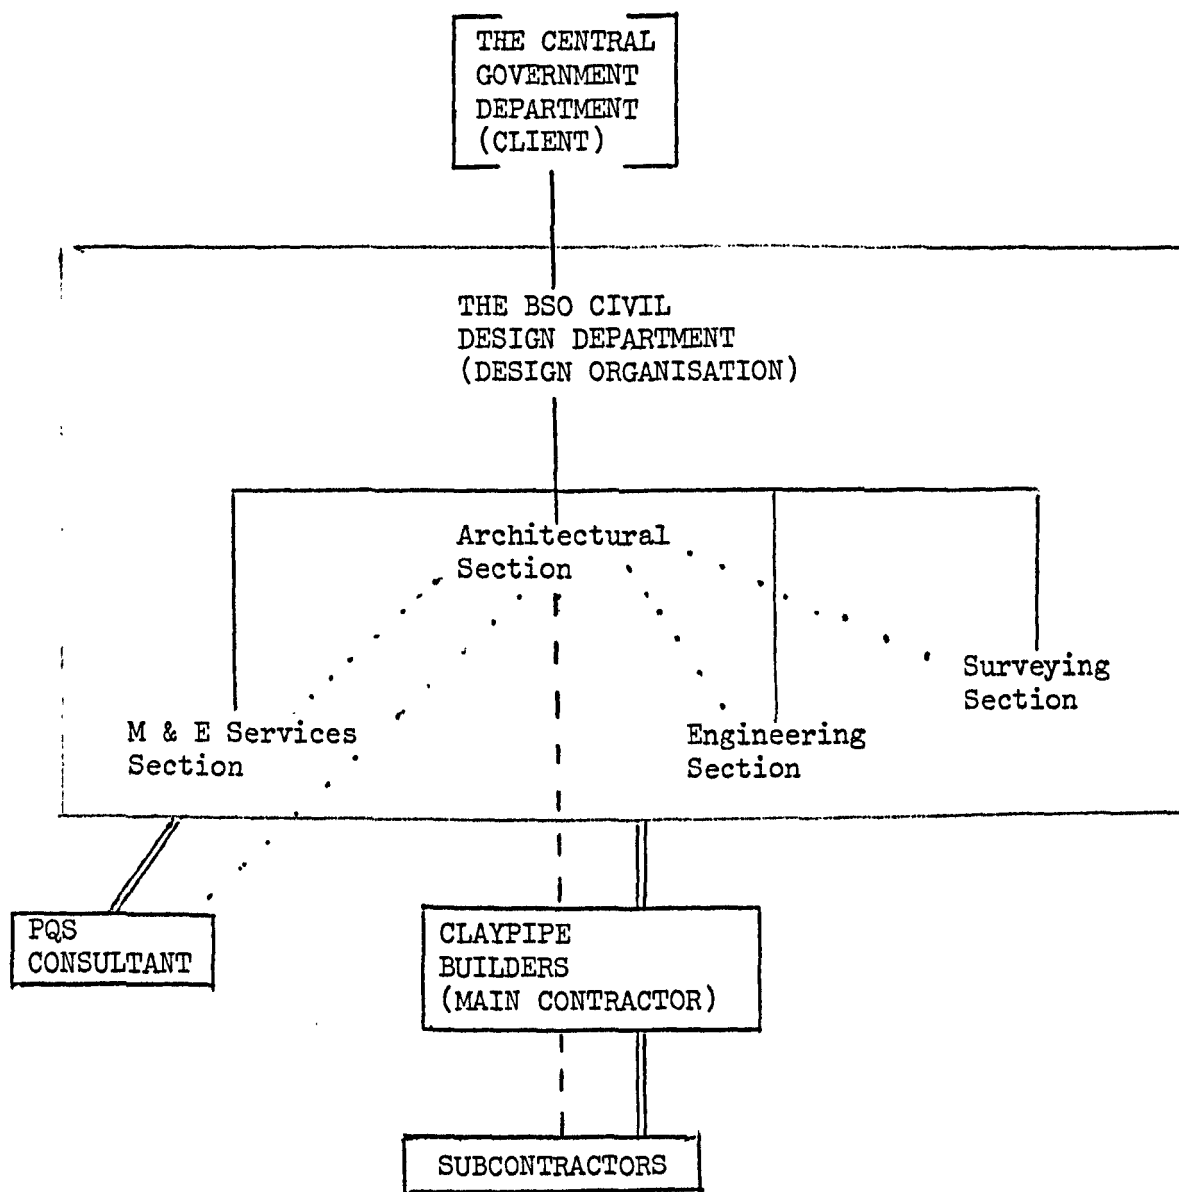 THE CENTRAL
GOVERNMENT
DEPARTMENT
(CLIENT)
THE BSO CIVIL
DESIGN DEPARTMENT
(DESIGN ORGANISATION)
Architectural
Section
Surveying
Section
M & E Services
Section
Engineering
Section
PQS
CONSULTANT
CLAYPIPE
BUILDERS
(MAIN CONTRACTOR)
SUBCONTRACTORS